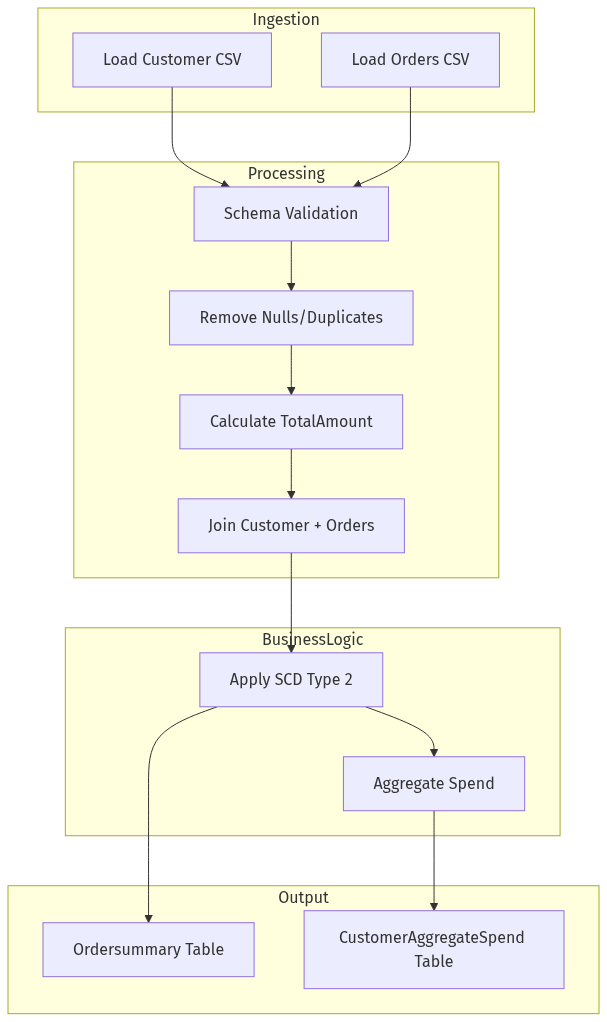 Ingestion
Load Customer CSV
Load Orders CSV
Processing
Schema Validation
Remove Nulls/Duplicates
Calculate TotalAmount
Join Customer + Orders
BusinessLogic
Apply SCD Type 2
Aggregate Spend
Output
Ordersummary Table
CustomerAggregateSpend
Table